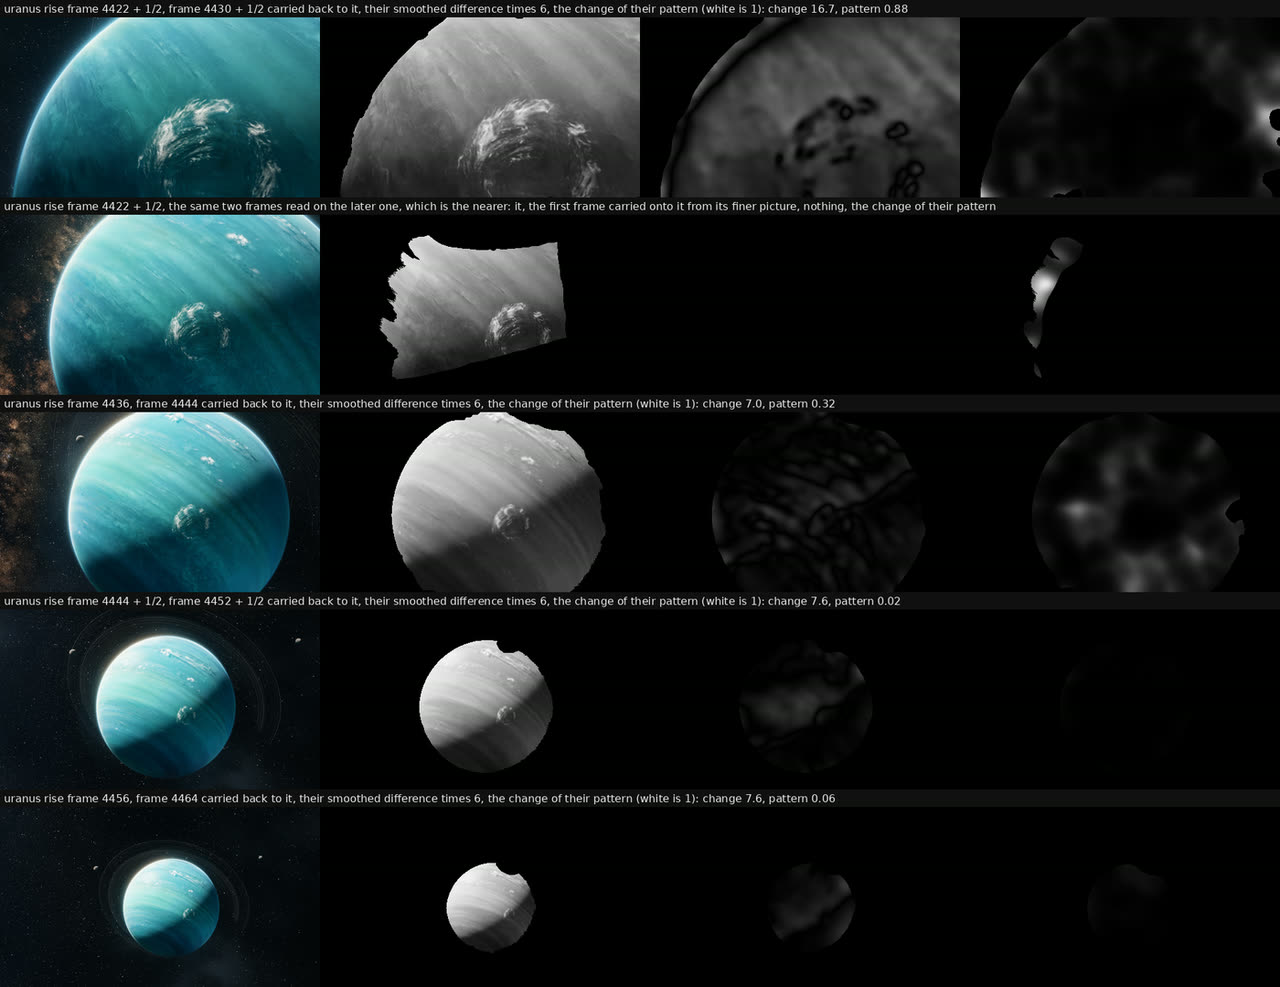 uranus rise frame 4422 + 1/2, frame 4430 + 1/2 carried back to it, their smoothed difference times 6, the change of their pattern (white is 1): change 16.7, pattern 0.88
uranus rise frame 4422 + 1/2, the same two frames read on the later one, which is the nearer: it, the first frame carried onto it from its finer picture, nothing, the change of their pattern
uranus rise frame 4436, frame 4444 carried back to it, their smoothed difference times 6, the change of their pattern (white is 1): change 7.0, pattern 0.32
uranus rise frame 4444 + 1/2, frame 4452 + 1/2 carried back to it, their smoothed difference times 6, the change of their pattern (white is 1): change 7.6, pattern 0.02
uranus rise frame 4456, frame 4464 carried back to it, their smoothed difference times 6, the change of their pattern (white is 1): change 7.6, pattern 0.06